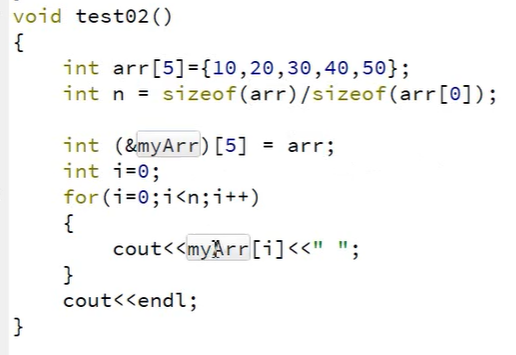 void test02()
{
    int arr[5]={10,20,30,40,50};
    int n = sizeof(arr)/sizeof(arr[0]);

    int (&myArr)[5] = arr;
    int i=0;
    for(i=0;i<n;i++)
    {
        cout<<myArr[i]<<" ";
    }
    cout<<endl;
}